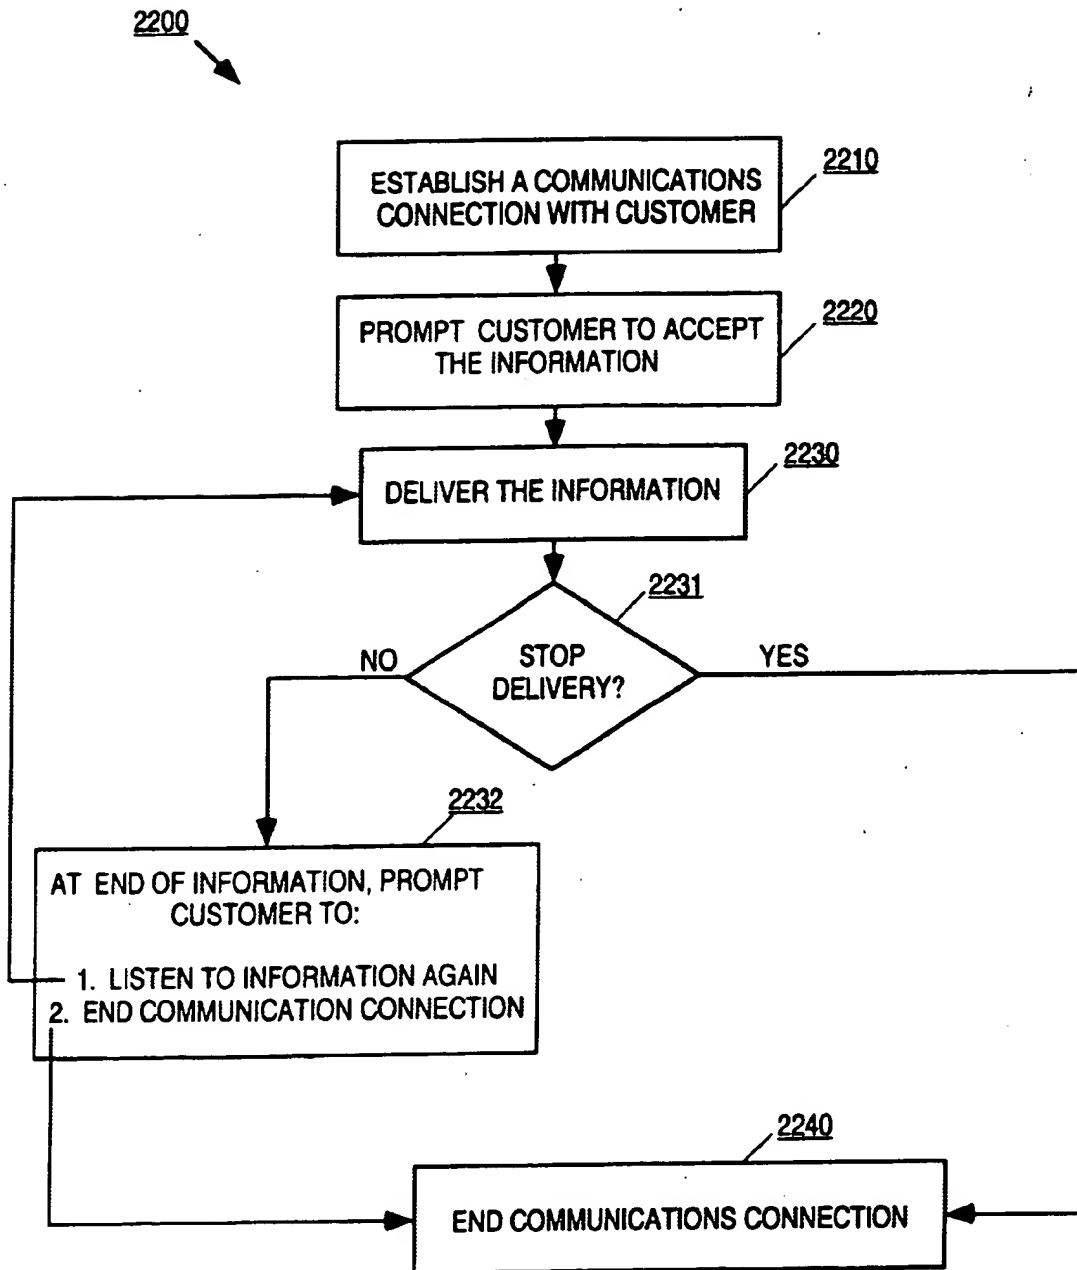 2200
2210
ESTABLISH A COMMUNICATIONS
CONNECTION WITH CUSTOMER
2220
PROMPT CUSTOMER TO ACCEPT
THE INFORMATION
2230
DELIVER THE INFORMATION
2231
NO
STOP
DELIVERY?
YES
2232
AT END OF INFORMATION, PROMPT
CUSTOMER TO:
1. LISTEN TO INFORMATION AGAIN
2. END COMMUNICATION CONNECTION
2240
END COMMUNICATIONS CONNECTION